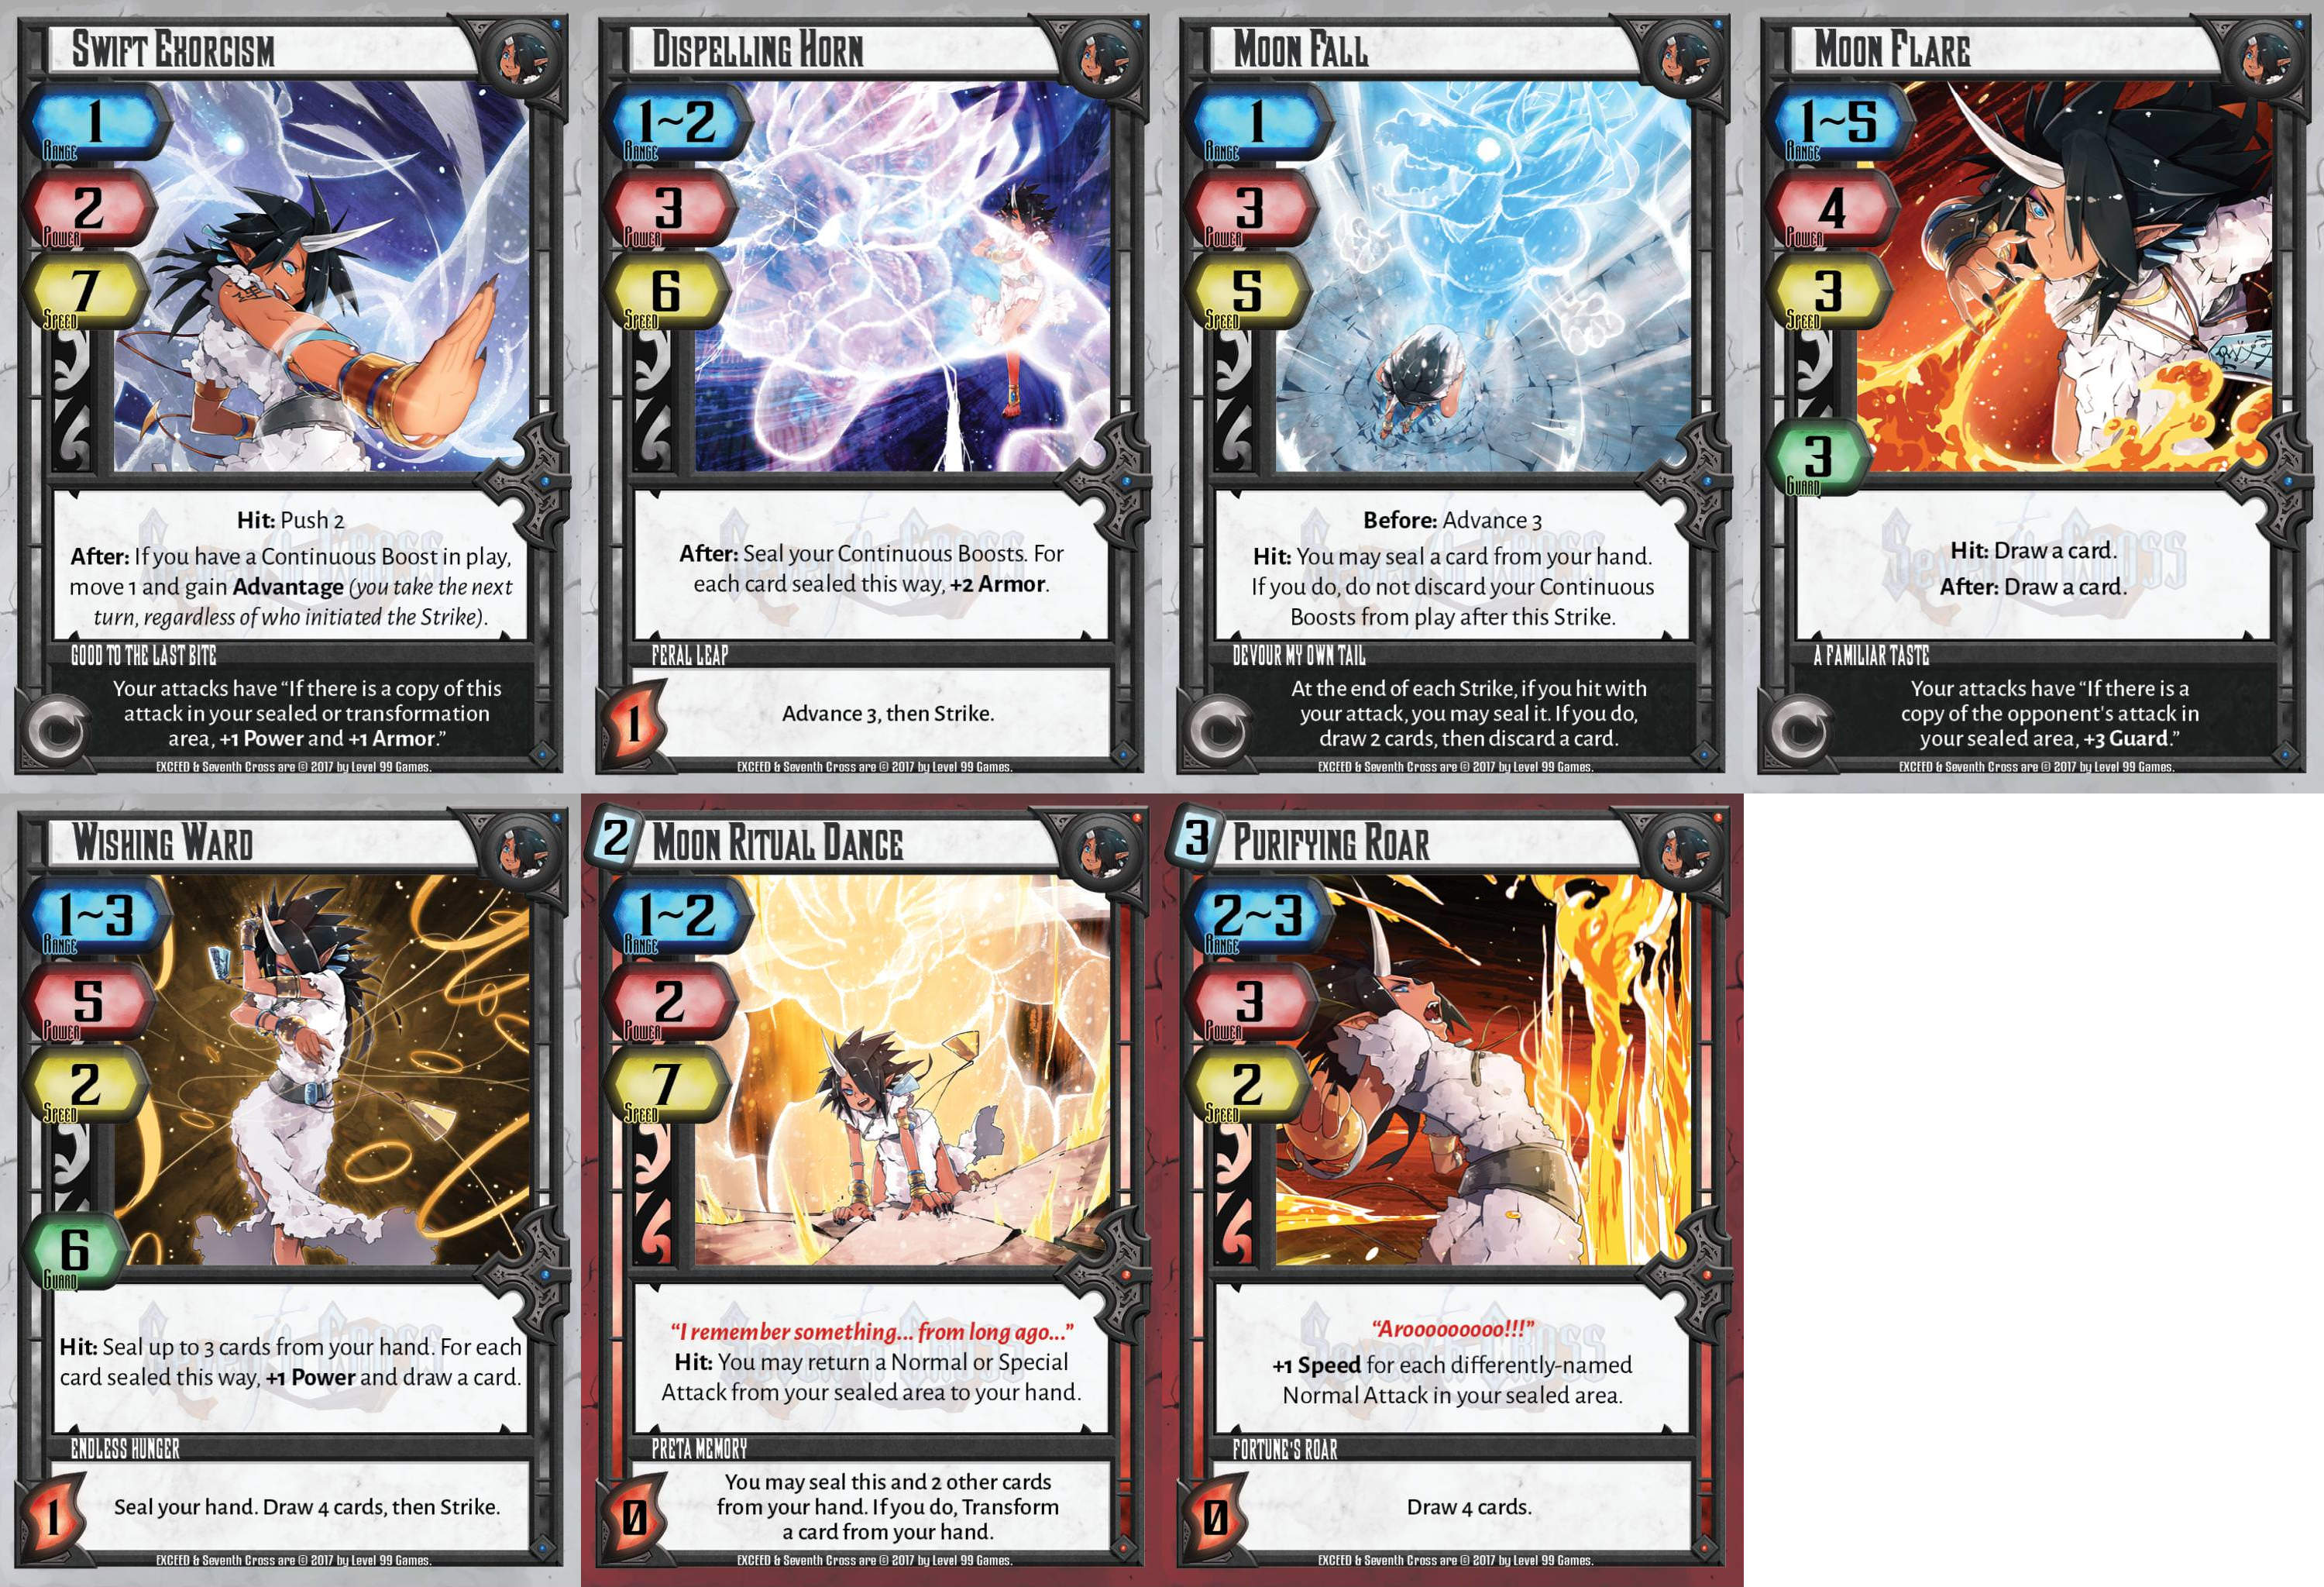 SWIFT EXORCISM
1
RANGE
2
POWER
7
SPEED
Hit: Push 2
After: If you have a Continuous Boost in play,
move 1 and gain Advantage (you take the next
turn, regardless of who initiated the Strike).
GOOD TO THE LAST BITE
Your attacks have “If there is a copy of this
attack in your sealed or transformation
area, +1 Power and +1 Armor.”
EXCEED & Seventh Cross are © 2017 by Level 99 Games.
DISPELLING HORN
1~2
RANGE
3
POWER
6
SPEED
After: Seal your Continuous Boosts. For
each card sealed this way, +2 Armor.
FERAL LEAP
1
Advance 3, then Strike.
EXCEED & Seventh Cross are © 2017 by Level 99 Games.
MOON FALL
1
RANGE
3
POWER
5
SPEED
Before: Advance 3
Hit: You may seal a card from your hand.
If you do, do not discard your Continuous
Boosts from play after this Strike.
DEVOUR MY OWN TAIL
At the end of each Strike, if you hit with
your attack, you may seal it. If you do,
draw 2 cards, then discard a card.
EXCEED & Seventh Cross are © 2017 by Level 99 Games.
MOON FLARE
1~5
RANGE
4
POWER
3
SPEED
3
GUARD
Hit: Draw a card.
After: Draw a card.
A FAMILIAR TASTE
Your attacks have “If there is a
copy of the opponent's attack in
your sealed area, +3 Guard.”
EXCEED & Seventh Cross are © 2017 by Level 99 Games.
WISHING WARD
1~3
RANGE
5
POWER
2
SPEED
6
GUARD
Hit: Seal up to 3 cards from your hand. For each
card sealed this way, +1 Power and draw a card.
ENDLESS HUNGER
1
Seal your hand. Draw 4 cards, then Strike.
EXCEED & Seventh Cross are © 2017 by Level 99 Games.
2
MOON RITUAL DANCE
1~2
RANGE
2
POWER
7
SPEED
“I remember something... from long ago...”
Hit: You may return a Normal or Special
Attack from your sealed area to your hand.
PRETA MEMORY
0
You may seal this and 2 other cards
from your hand. If you do, Transform
a card from your hand.
EXCEED & Seventh Cross are © 2017 by Level 99 Games.
3
PURIFYING ROAR
2~3
RANGE
3
POWER
2
SPEED
“Arooooooooo!!!”
+1 Speed for each differently-named
Normal Attack in your sealed area.
FORTUNE'S ROAR
0
Draw 4 cards.
EXCEED & Seventh Cross are © 2017 by Level 99 Games.